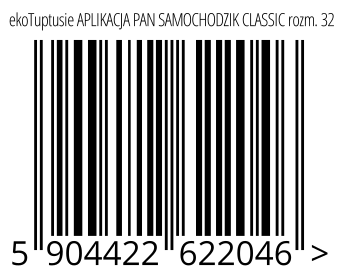 ekoTuptusie APLIKACJA PAN SAMOCHODZIK CLASSIC rozm. 32
5 904422 622046 >